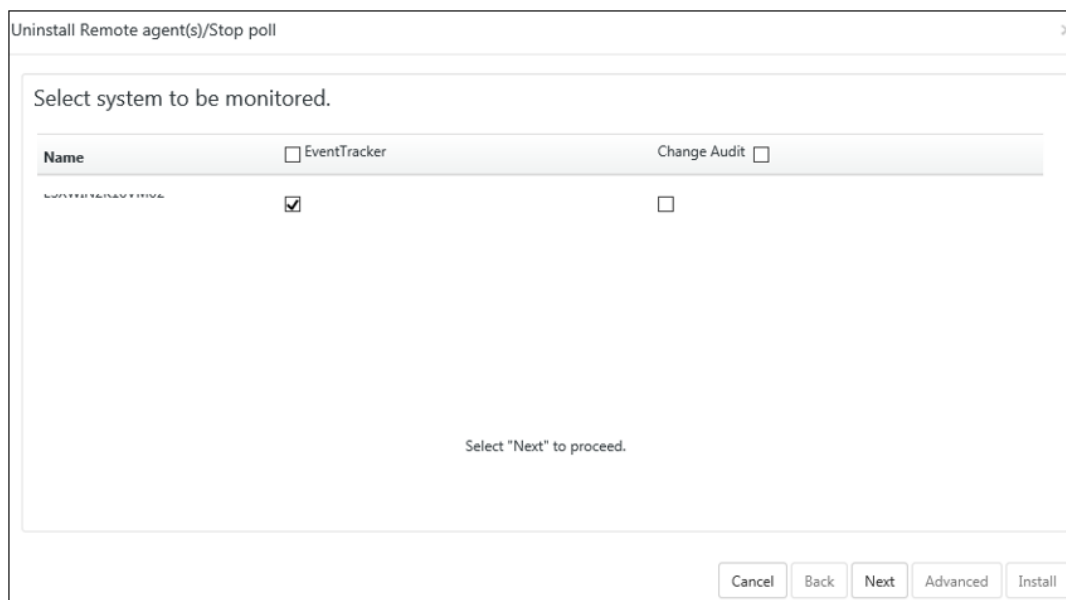 Uninstall Remote agent(s)/Stop poll
Select system to be monitored.
Name EventTracker Change Audit
Select "Next" to proceed.
Cancel Back Next Advanced Install